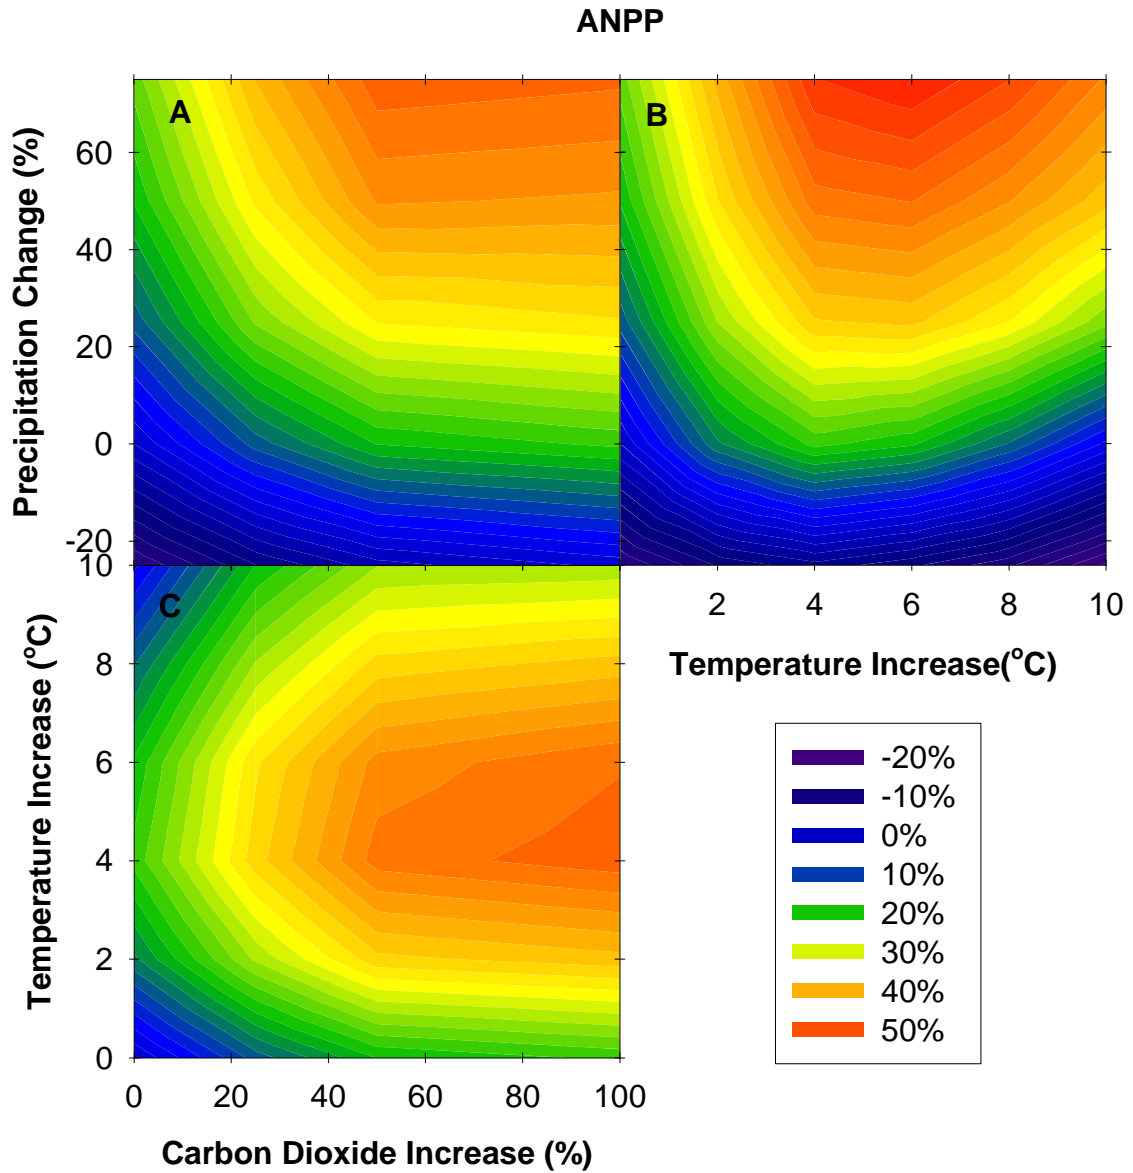 ANPP
A
B
Precipitation Change (%)
60
40
20
0
-20
10
2 4 6 8 10
Temperature Increase(°C)
C
Temperature Increase (°C)
8
6
4
2
0
0 20 40 60 80 100
Carbon Dioxide Increase (%)
-20%
-10%
0%
10%
20%
30%
40%
50%